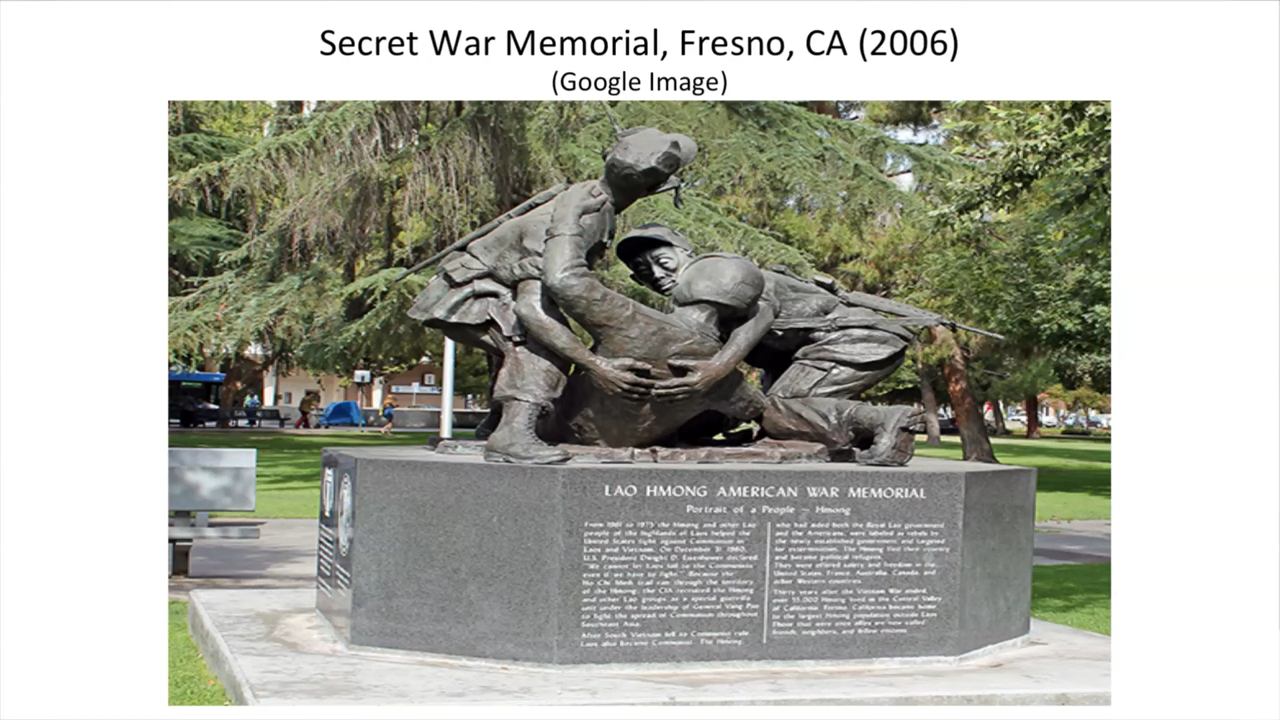 Secret War Memorial, Fresno, CA (2006)
(Google Image)
LAO HMONG AMERICAN WAR MEMORIAL
Portrait of a People — Hmong
From 1961 to 1975 the Hmong and other Lao
people of the highlands of Laos helped the
United States fight against Communism in
Laos and Vietnam. On December 31, 1960,
U.S. President Dwight D. Eisenhower declared,
"We cannot let Laos fall to the Communists
even if we have to fight." Because the
Ho Chi Minh trail ran through the territory
of the Hmong, the CIA recruited the Hmong
and other Lao groups as a special guerrilla
unit under the leadership of General Vang Pao
to fight the spread of Communism throughout
Southeast Asia.
After South Vietnam fell to Communist rule
Laos also became Communist. The Hmong,
who had aided both the Royal Lao government
and the Americans, were labeled as rebels by
the newly established government and targeted
for extermination. The Hmong fled their country
and became political refugees.
They were offered safety and freedom in the
United States, France, Australia, Canada, and
other Western countries.
Thirty years after the Vietnam War ended,
over 35,000 Hmong lived in the Central Valley
of California. Fresno, California became home
to the largest Hmong population outside Laos.
Those that were once allies are now called
friends, neighbors, and fellow citizens.